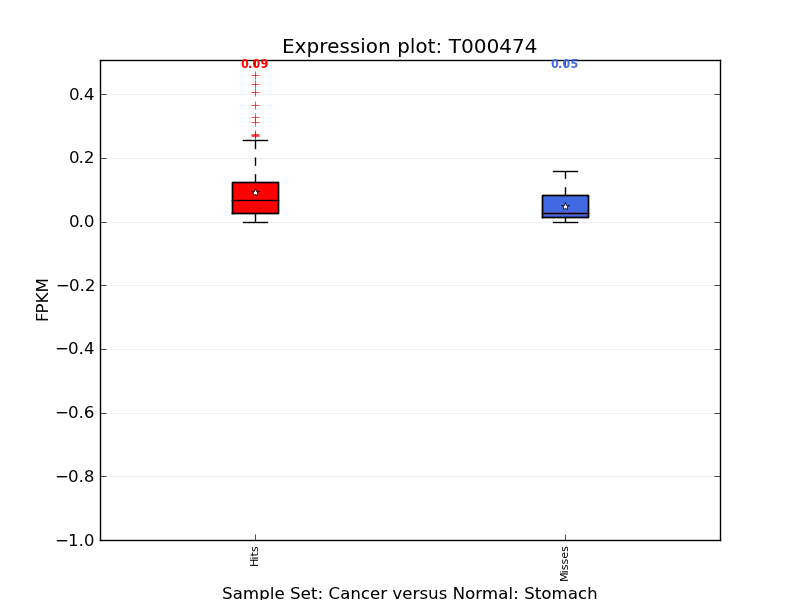 Expression plot: T000474
0.09
0.05
0.4
0.2
0.0
−0.2
−0.4
−0.6
−0.8
−1.0
FPKM
Hits
Misses
Sample Set: Cancer versus Normal: Stomach